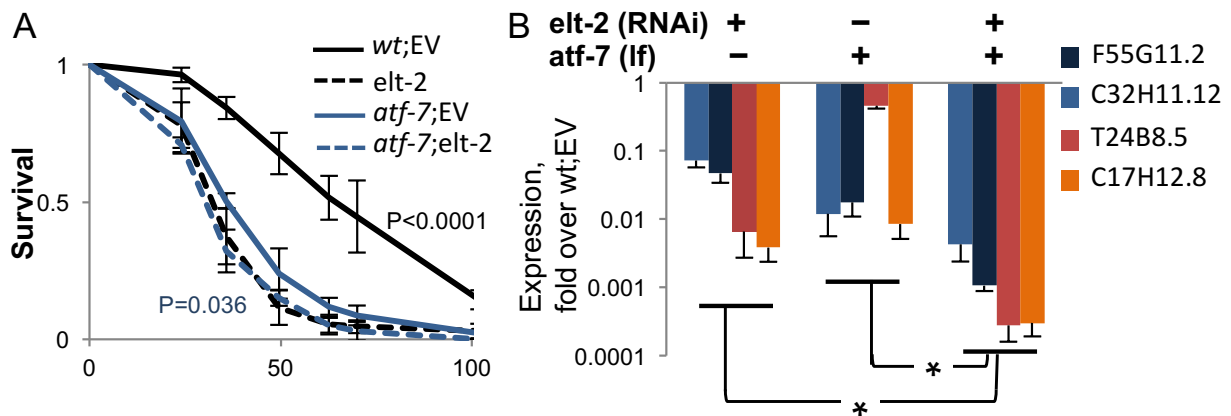 A
wt;EV
elt-2
atf-7;EV
atf-7;elt-2
Survival
1
0.5
0
P<0.0001
P=0.036
0
50
100
B
elt-2 (RNAi) + – +
atf-7 (lf) – + +
Expression,
fold over wt;EV
1
0.1
0.01
0.001
0.0001
*
*
F55G11.2
C32H11.12
T24B8.5
C17H12.8